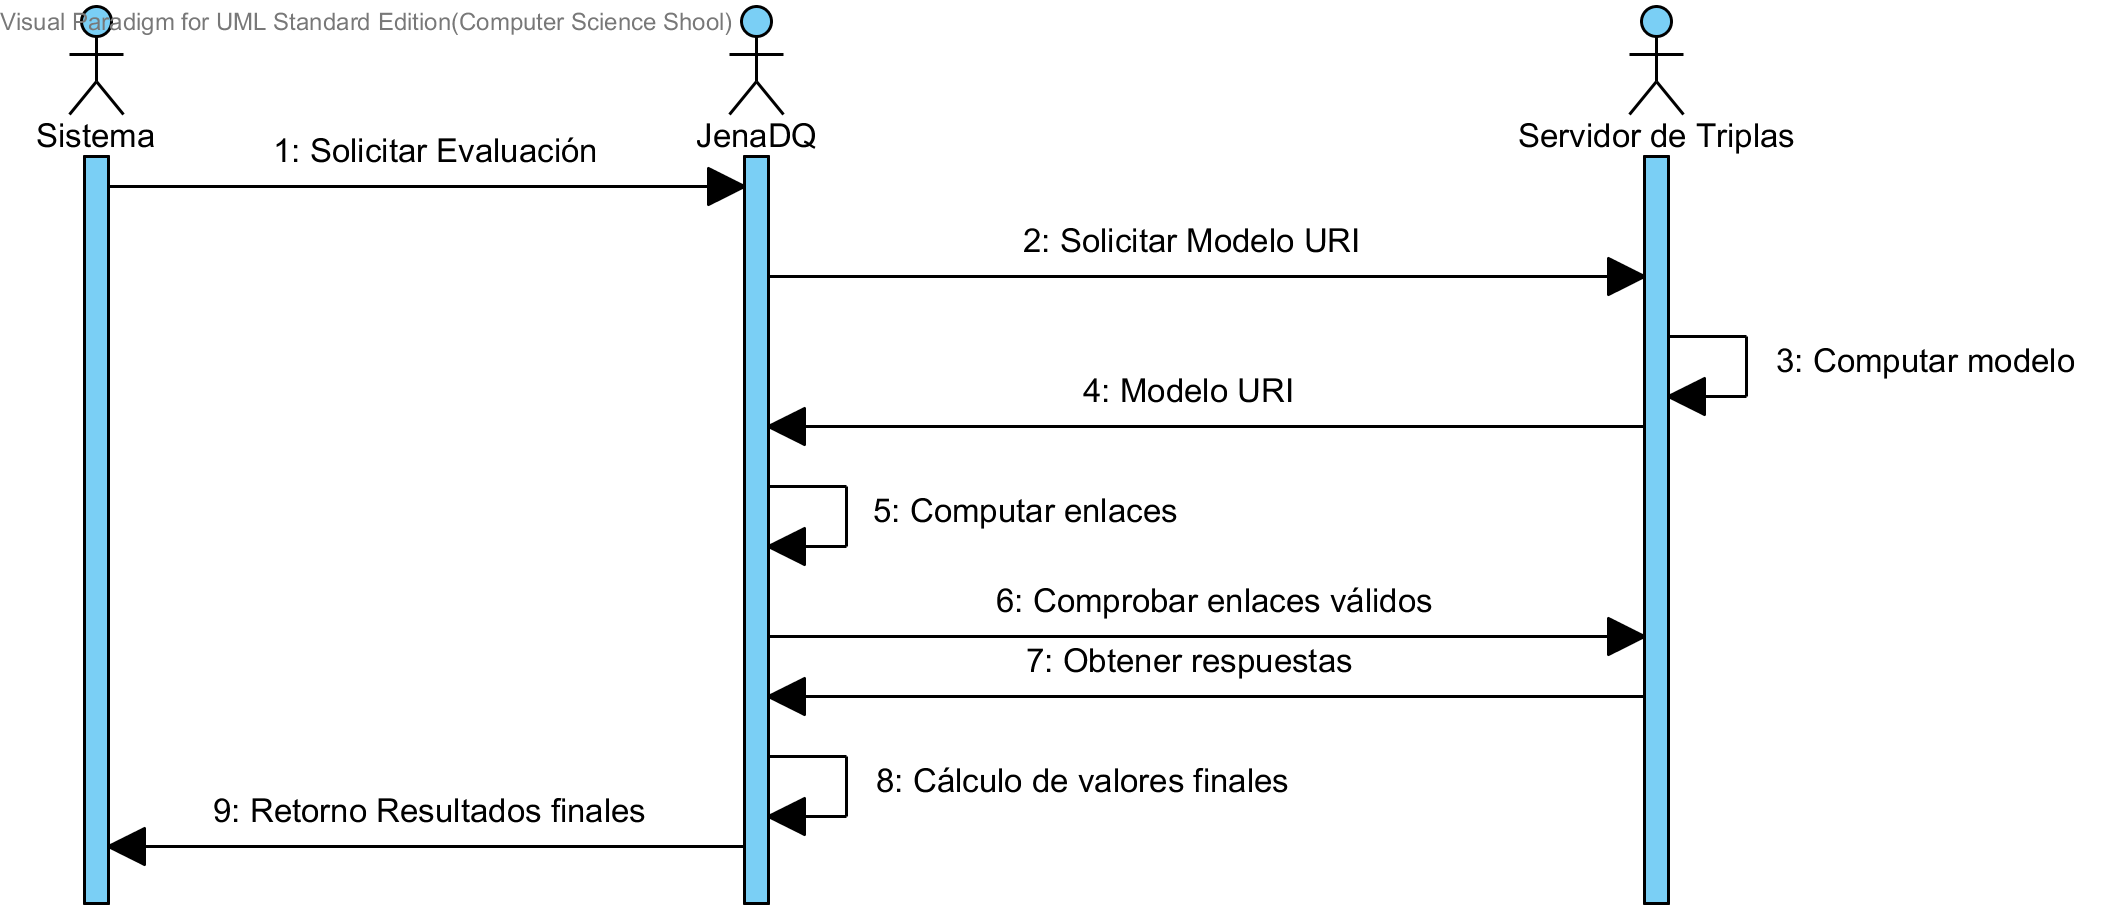 Visual Paradigm for UML Standard Edition(Computer Science Shool)
Sistema
JenaDQ
Servidor de Triplas
1: Solicitar Evaluación
2: Solicitar Modelo URI
3: Computar modelo
4: Modelo URI
5: Computar enlaces
6: Comprobar enlaces válidos
7: Obtener respuestas
8: Cálculo de valores finales
9: Retorno Resultados finales